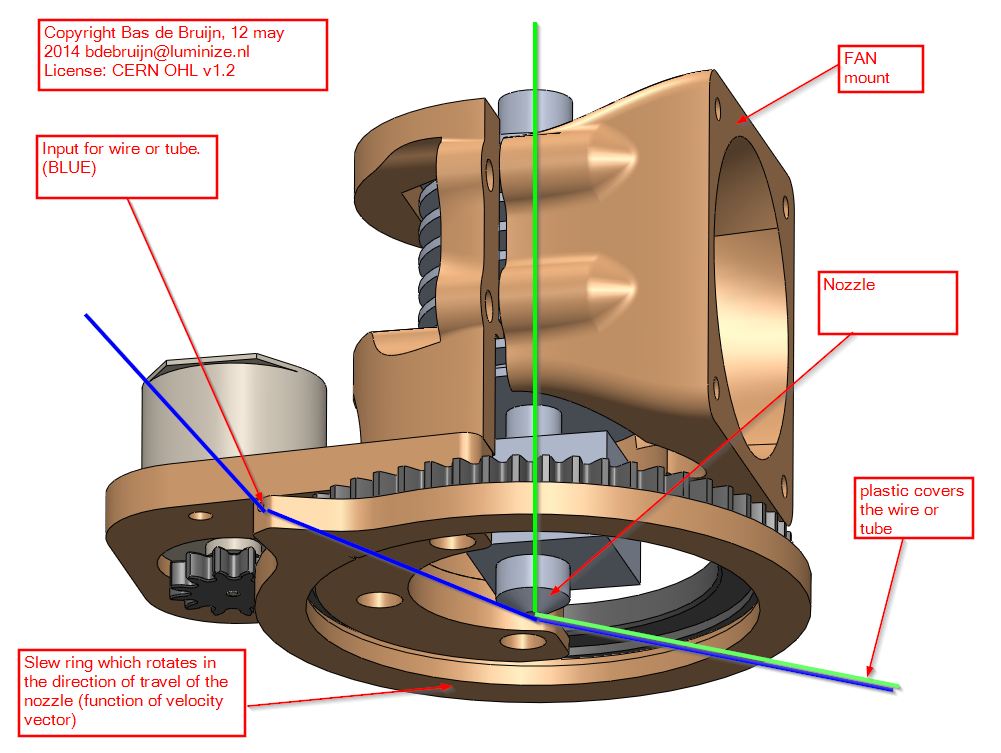 Copyright Bas de Bruijn, 12 may
2014 bdebruijn@luminize.nl
License: CERN OHL v1.2
FAN
mount
Input for wire or tube.
(BLUE)
Nozzle
plastic covers
the wire or
tube
Slew ring which rotates in
the direction of travel of the
nozzle (function of velocity
vector)